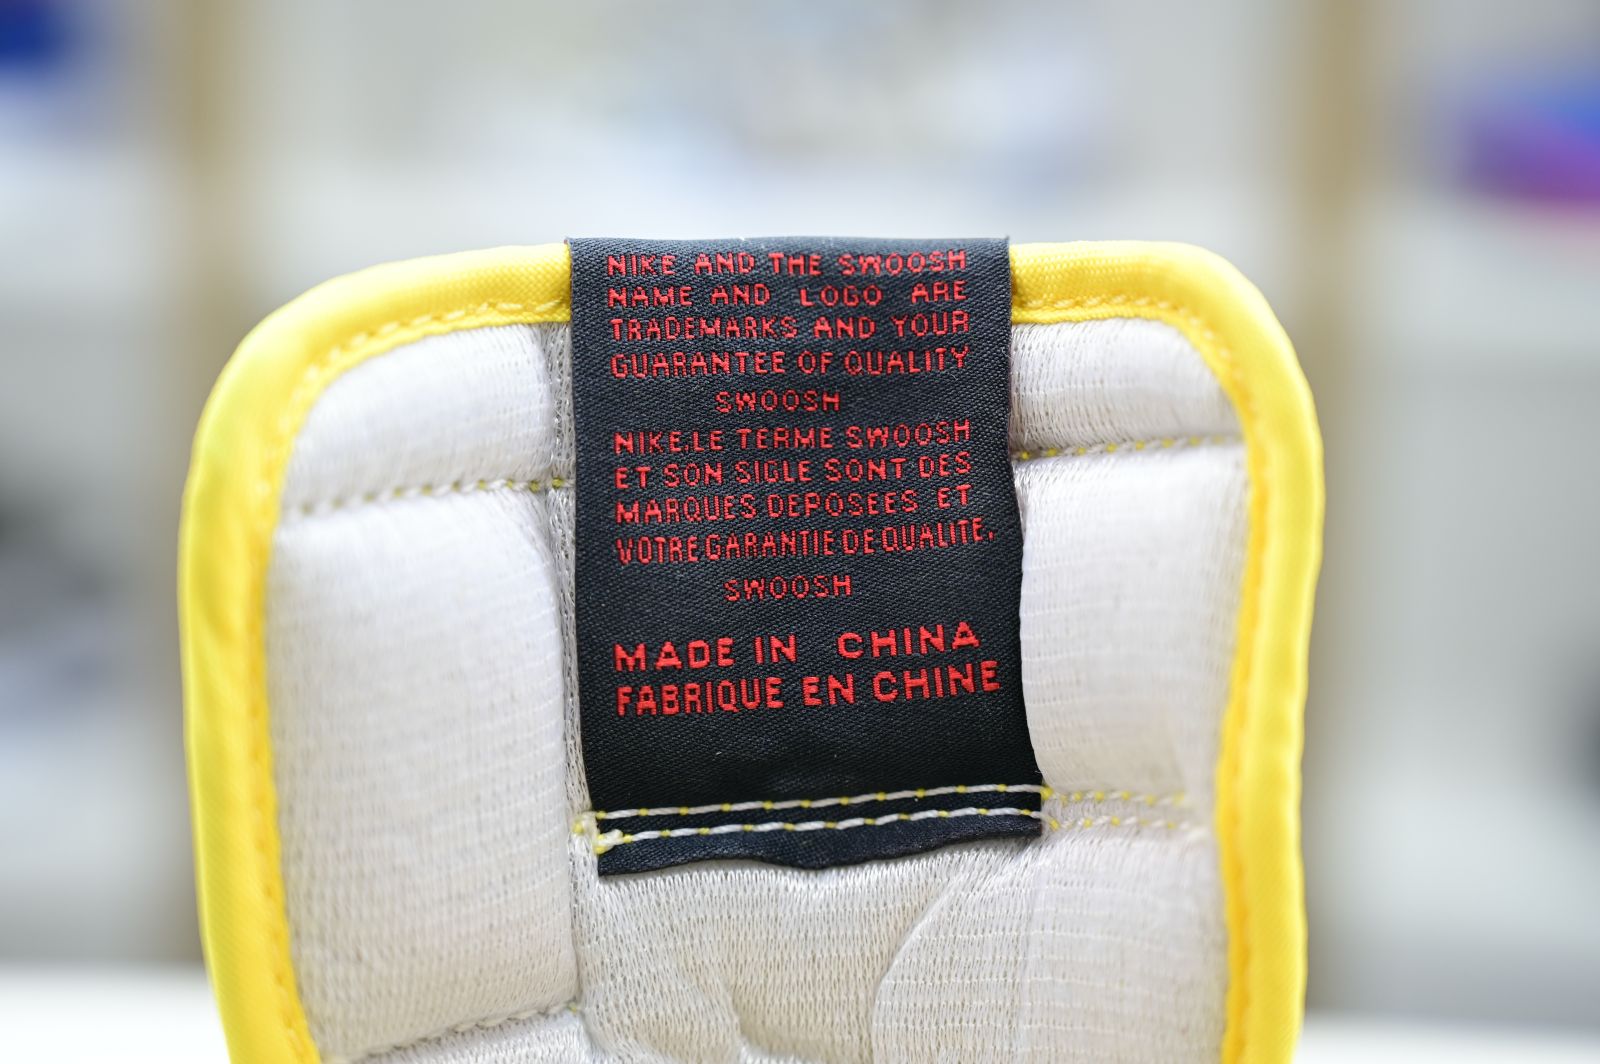 NIKE AND THE SWOOSH
NAME AND LOGO ARE
TRADEMARKS AND YOUR
GUARANTEE OF QUALITY
SWOOSH
NIKE,LE TERME SWOOSH
ET SON SIGLE SONT DES
MARQUES DEPOSEES ET
VOTRE GARANTIE DE QUALITE.
SWOOSH
MADE IN CHINA
FABRIQUE EN CHINE